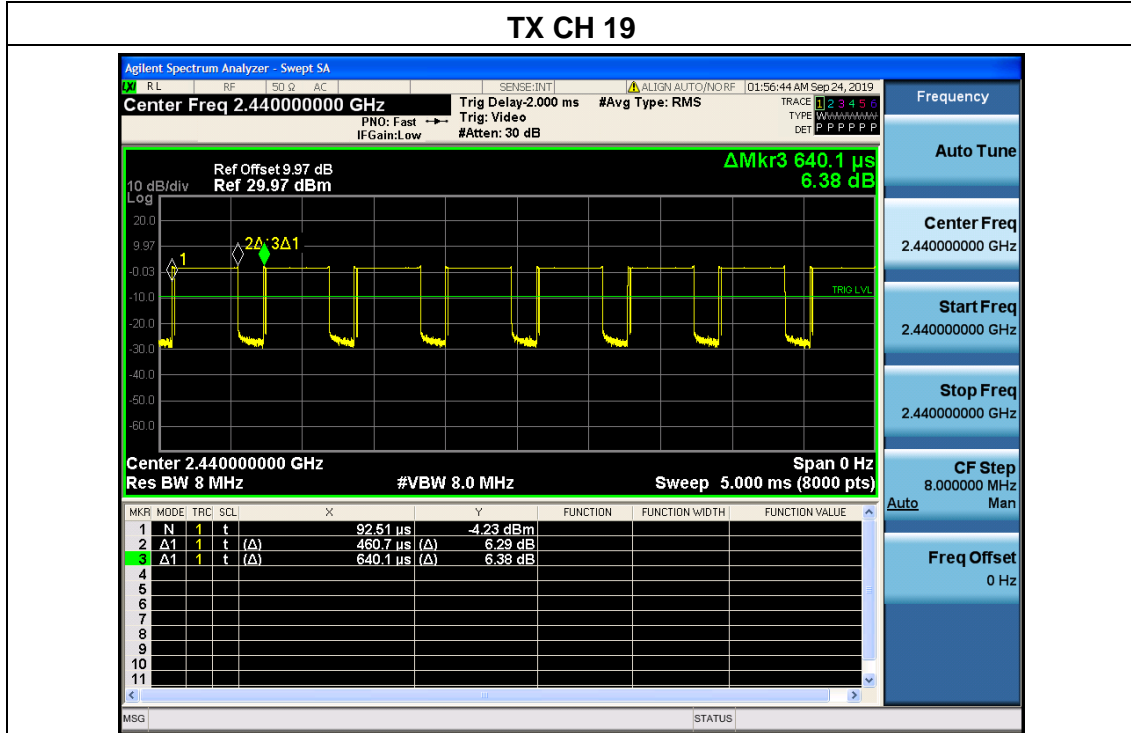 TX CH 19
Agilent Spectrum Analyzer - Swept SA
LXI RL RF 50 Ω AC SENSE:INT ALIGN AUTO/NO RF 01:56:44 AM Sep 24, 2019
Center Freq 2.440000000 GHz Trig Delay-2.000 ms #Avg Type: RMS TRACE 1 2 3 4 5 6
PNO: Fast Trig: Video TYPE
IFGain:Low #Atten: 30 dB DET P P P P P P
Frequency
Auto Tune
Center Freq
2.440000000 GHz
Start Freq
2.440000000 GHz
Stop Freq
2.440000000 GHz
CF Step
8.000000 MHz
Auto Man
Freq Offset
0 Hz
ΔMkr3 640.1 µs
6.38 dB
Ref Offset 9.97 dB
10 dB/div Ref 29.97 dBm
Log
20.0
9.97
-0.03
-10.0
-20.0
-30.0
-40.0
-50.0
-60.0
1
2Δ 3Δ1
TRIG LVL
Center 2.440000000 GHz Span 0 Hz
Res BW 8 MHz #VBW 8.0 MHz Sweep 5.000 ms (8000 pts)
MKR MODE TRC SCL X Y FUNCTION FUNCTION WIDTH FUNCTION VALUE
1 N 1 t 92.51 µs -4.23 dBm
2 Δ1 1 t (Δ) 460.7 µs (Δ) 6.29 dB
3 Δ1 1 t (Δ) 640.1 µs (Δ) 6.38 dB
4
5
6
7
8
9
10
11
MSG STATUS